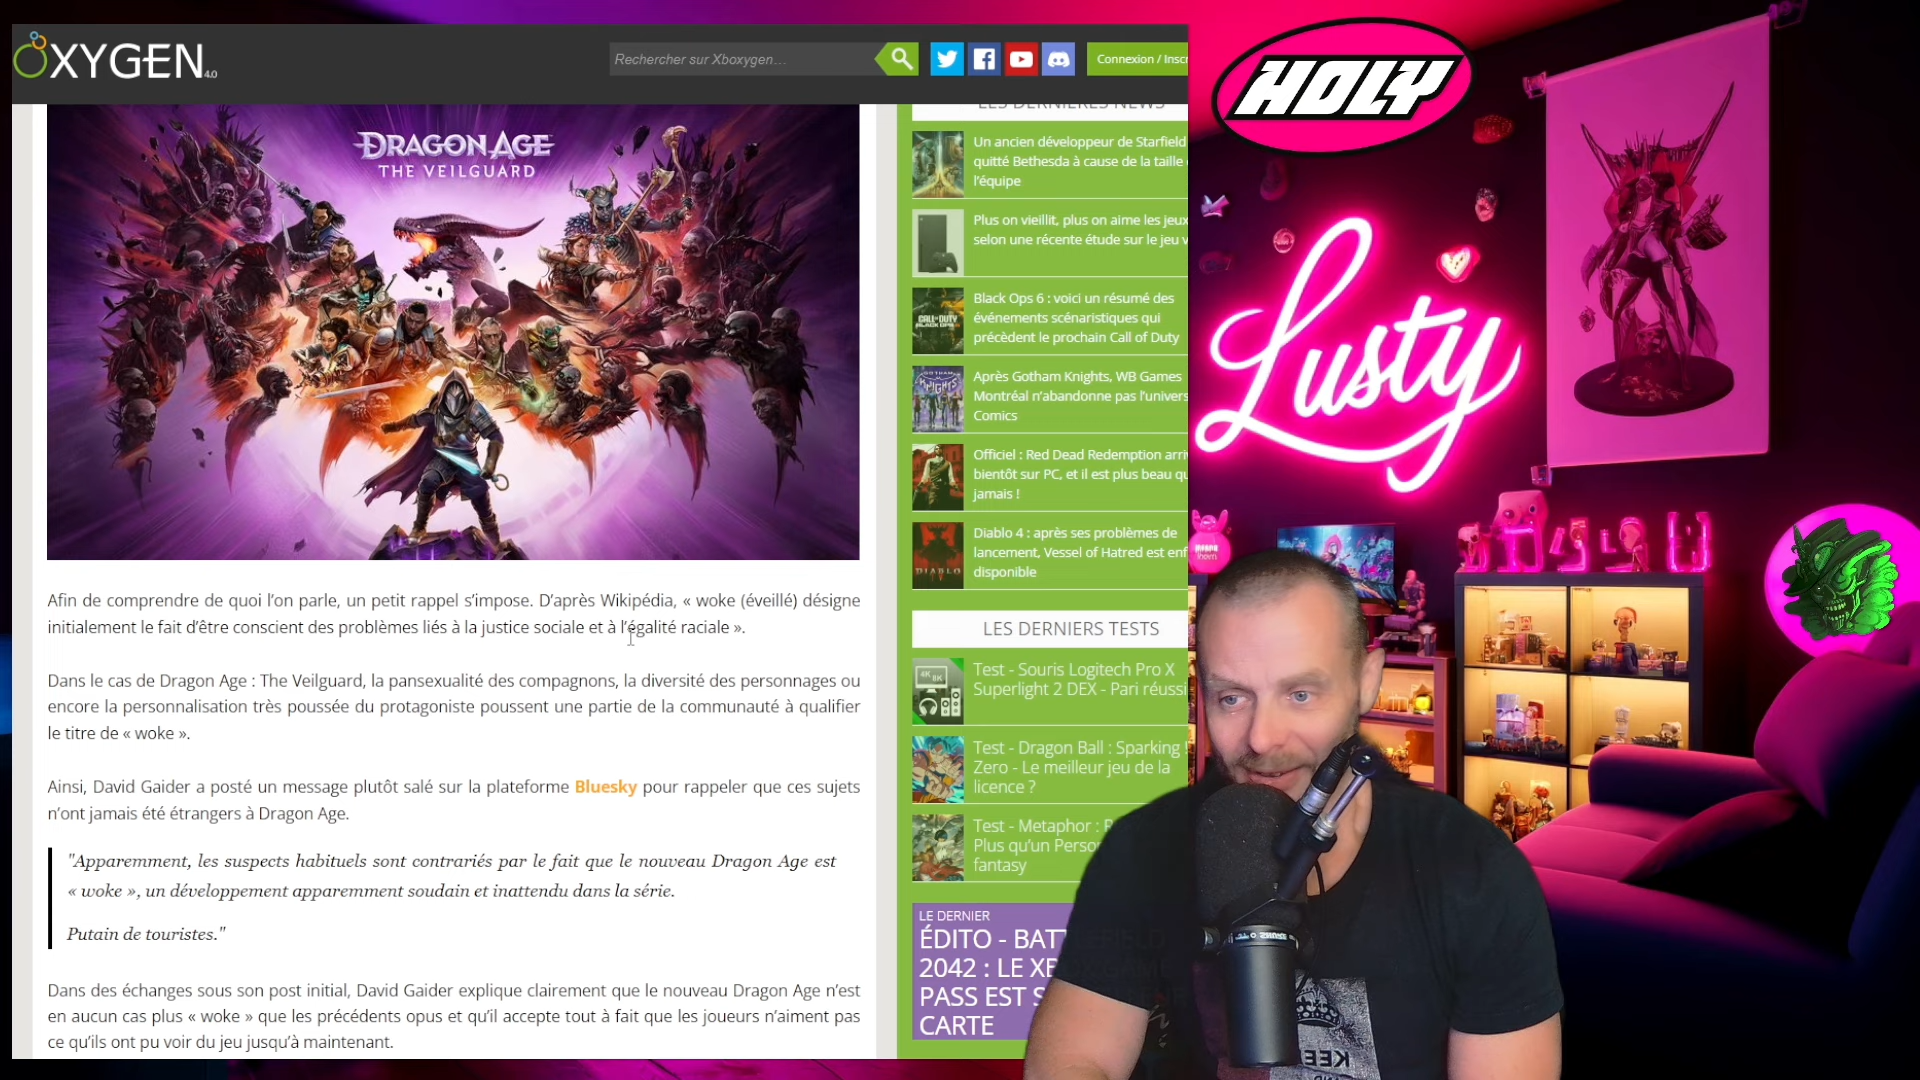 OXYGEN 4.0
Rechercher sur Xboxygen...
Connexion / Inscr
DRAGON AGE
THE VEILGUARD
Afin de comprendre de quoi l'on parle, un petit rappel s'impose. D'après Wikipédia, « woke (éveillé) désigne
initialement le fait d'être conscient des problèmes liés à la justice sociale et à l'égalité raciale ».
Dans le cas de Dragon Age : The Veilguard, la pansexualité des compagnons, la diversité des personnages ou
encore la personnalisation très poussée du protagoniste poussent une partie de la communauté à qualifier
le titre de « woke ».
Ainsi, David Gaider a posté un message plutôt salé sur la plateforme Bluesky pour rappeler que ces sujets
n'ont jamais été étrangers à Dragon Age.
"Apparemment, les suspects habituels sont contrariés par le fait que le nouveau Dragon Age est
« woke », un développement apparemment soudain et inattendu dans la série.
Putain de touristes."
Dans des échanges sous son post initial, David Gaider explique clairement que le nouveau Dragon Age n'est
en aucun cas plus « woke » que les précédents opus et qu'il accepte tout à fait que les joueurs n'aiment pas
ce qu'ils ont pu voir du jeu jusqu'à maintenant.
LES DERNIÈRES NEWS
Un ancien développeur de Starfield
quitté Bethesda à cause de la taille
l'équipe
Plus on vieillit, plus on aime les jeux
selon une récente étude sur le jeu v
Black Ops 6 : voici un résumé des
événements scénaristiques qui
précèdent le prochain Call of Duty
Après Gotham Knights, WB Games
Montréal n'abandonne pas l'univers
Comics
Officiel : Red Dead Redemption arri
bientôt sur PC, et il est plus beau qu
jamais !
Diablo 4 : après ses problèmes de
lancement, Vessel of Hatred est enf
disponible
LES DERNIERS TESTS
Test - Souris Logitech Pro X
Superlight 2 DEX - Pari réussi
Test - Dragon Ball : Sparking !
Zero - Le meilleur jeu de la
licence ?
Test - Metaphor : R
Plus qu'un Perso
fantasy
LE DERNIER
ÉDITO - BATTLEFIELD
2042 : LE XBOX GAME
PASS EST S
CARTE
HOLY
Lusty
KEE